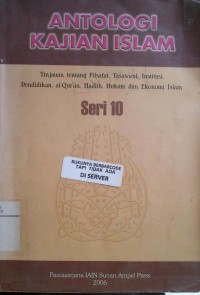 ANTOLOGI
KAJIAN ISLAM
Tinjauan tentang Filsafat, Tasawwuf, Institusi,
Pendidikan, al-Qur'an, Hadith, Hukum dan Ekonomi Islam
Seri 10
BUKUNYA BERBARCODE
TAPI TIDAK ADA
DI SERVER
Pascasarjana IAIN Sunan Ampel Press
2006